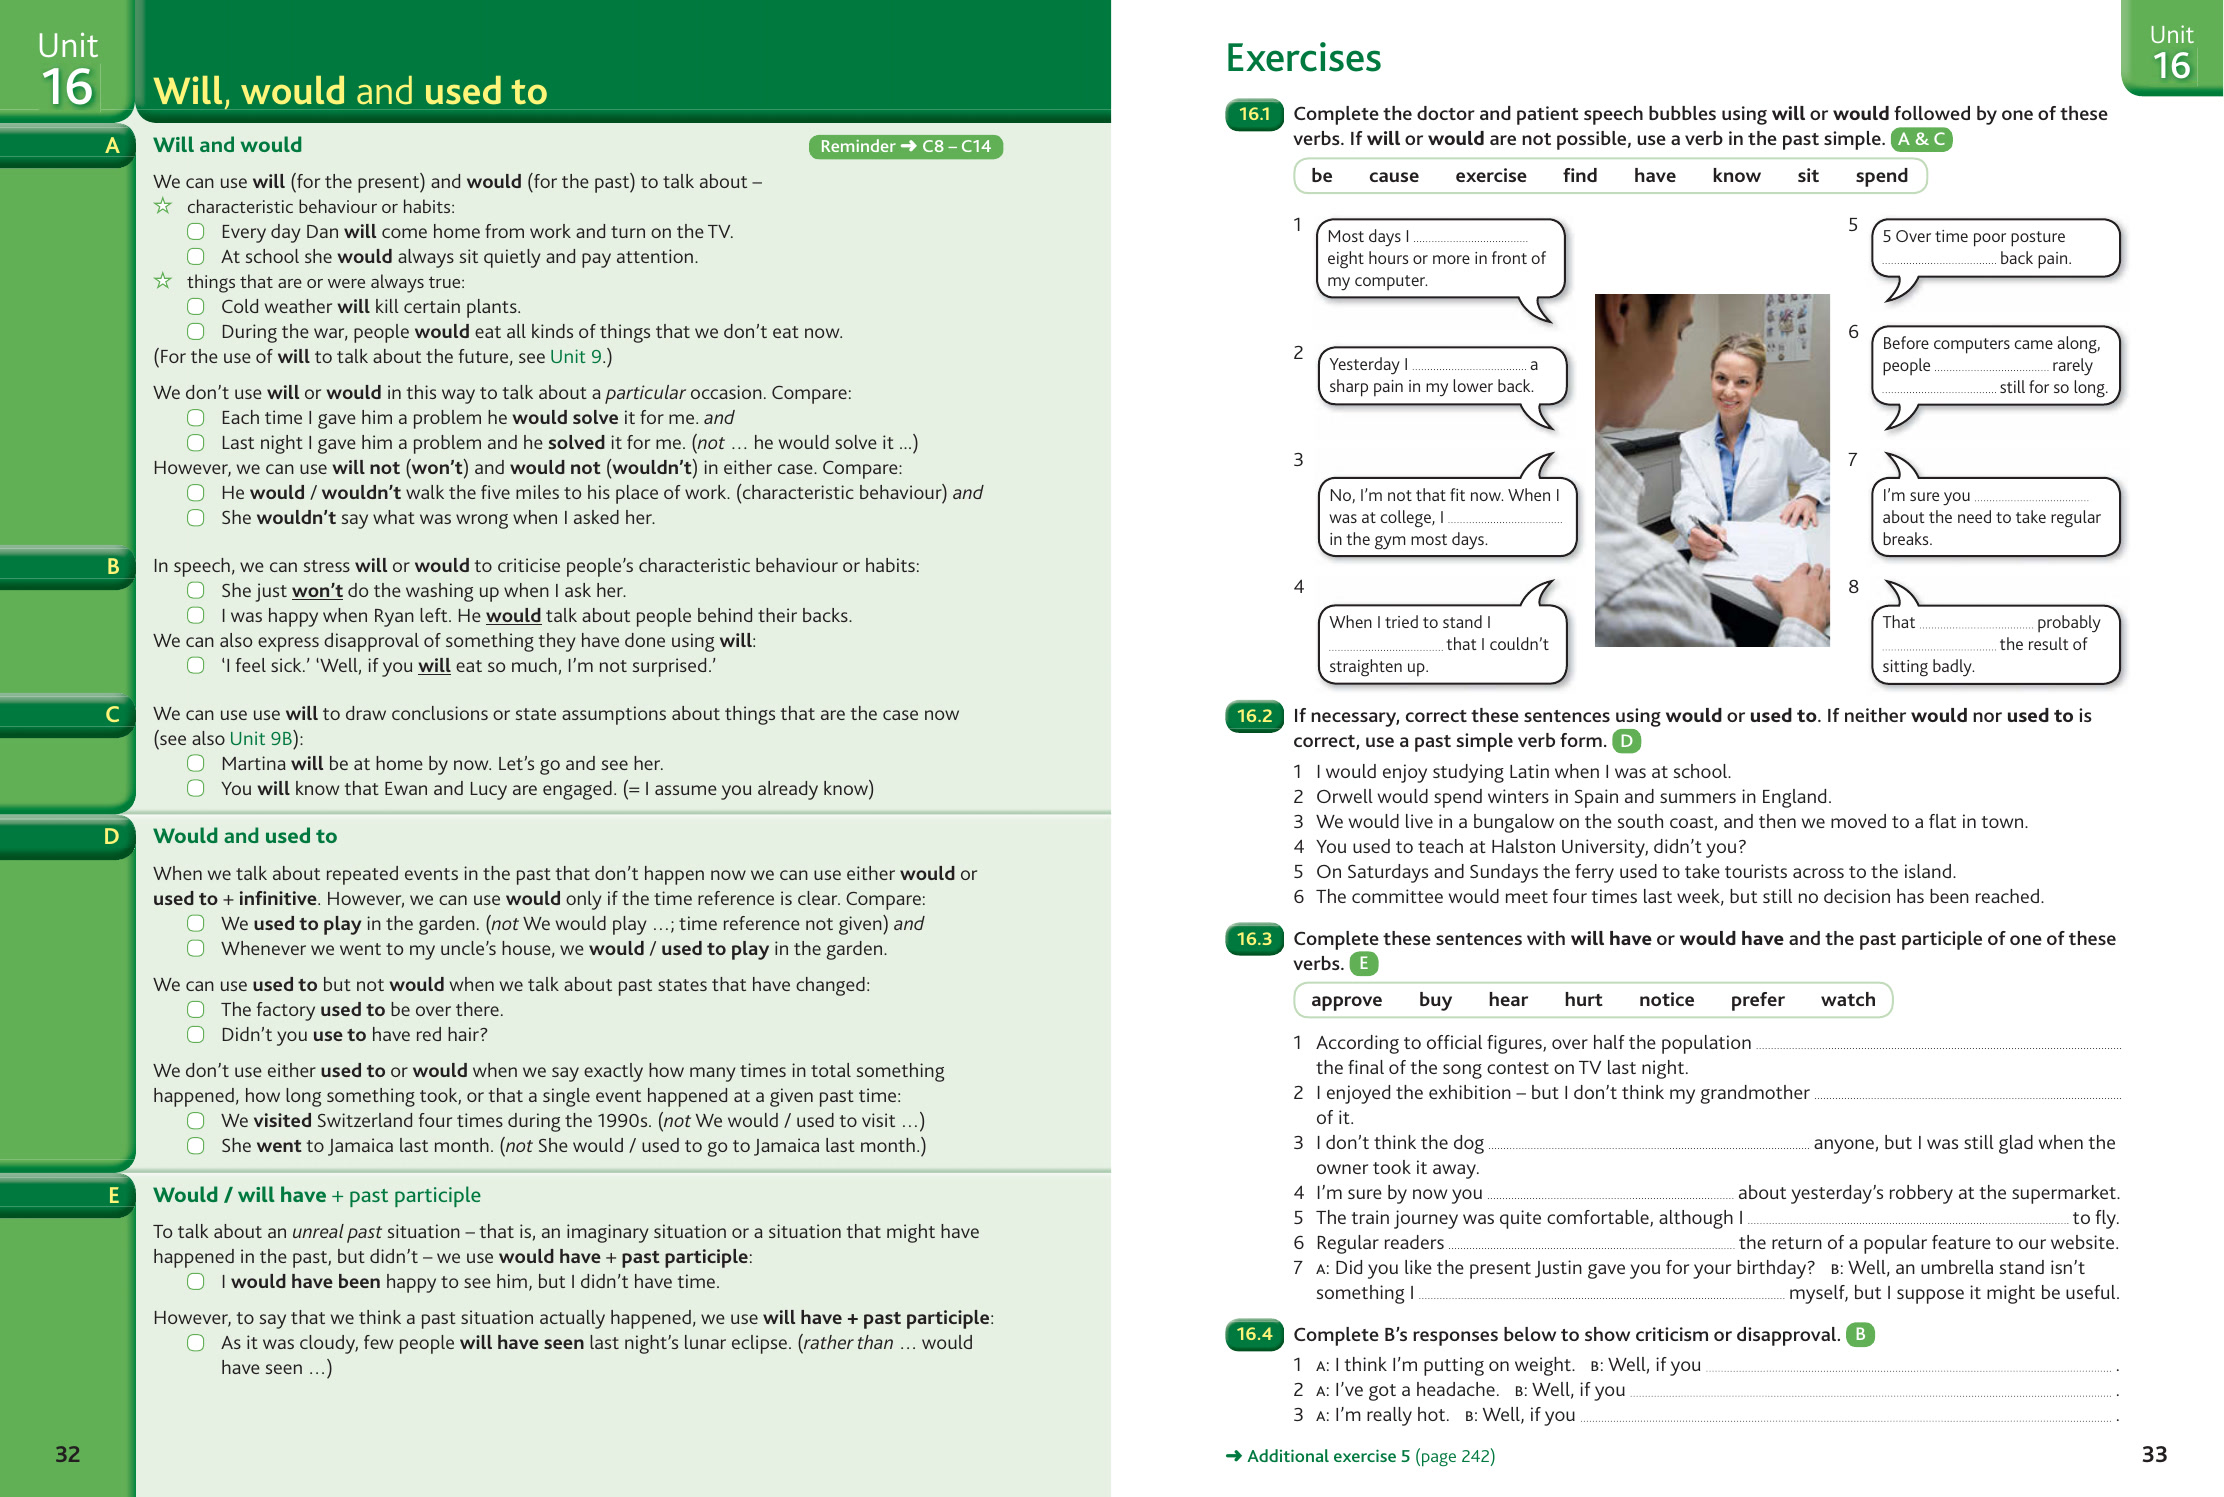 Unit
16
Will, would and used to
A
Will and would
Reminder ➜ C8 – C14
We can use will (for the present) and would (for the past) to talk about –
☆ characteristic behaviour or habits:
Every day Dan will come home from work and turn on the TV.
At school she would always sit quietly and pay attention.
☆ things that are or were always true:
Cold weather will kill certain plants.
During the war, people would eat all kinds of things that we don’t eat now.
(For the use of will to talk about the future, see Unit 9.)
We don’t use will or would in this way to talk about a particular occasion. Compare:
Each time I gave him a problem he would solve it for me. and
Last night I gave him a problem and he solved it for me. (not … he would solve it ...)
However, we can use will not (won’t) and would not (wouldn’t) in either case. Compare:
He would / wouldn’t walk the five miles to his place of work. (characteristic behaviour) and
She wouldn’t say what was wrong when I asked her.
B
In speech, we can stress will or would to criticise people’s characteristic behaviour or habits:
She just won’t do the washing up when I ask her.
I was happy when Ryan left. He would talk about people behind their backs.
We can also express disapproval of something they have done using will:
‘I feel sick.’ ‘Well, if you will eat so much, I’m not surprised.’
C
We can use use will to draw conclusions or state assumptions about things that are the case now
(see also Unit 9B):
Martina will be at home by now. Let’s go and see her.
You will know that Ewan and Lucy are engaged. (= I assume you already know)
D
Would and used to
When we talk about repeated events in the past that don’t happen now we can use either would or
used to + infinitive. However, we can use would only if the time reference is clear. Compare:
We used to play in the garden. (not We would play …; time reference not given) and
Whenever we went to my uncle’s house, we would / used to play in the garden.
We can use used to but not would when we talk about past states that have changed:
The factory used to be over there.
Didn’t you use to have red hair?
We don’t use either used to or would when we say exactly how many times in total something
happened, how long something took, or that a single event happened at a given past time:
We visited Switzerland four times during the 1990s. (not We would / used to visit …)
She went to Jamaica last month. (not She would / used to go to Jamaica last month.)
E
Would / will have + past participle
To talk about an unreal past situation – that is, an imaginary situation or a situation that might have
happened in the past, but didn’t – we use would have + past participle:
I would have been happy to see him, but I didn’t have time.
However, to say that we think a past situation actually happened, we use will have + past participle:
As it was cloudy, few people will have seen last night’s lunar eclipse. (rather than … would
have seen …)
32
Exercises
Unit
16
16.1 Complete the doctor and patient speech bubbles using will or would followed by one of these
verbs. If will or would are not possible, use a verb in the past simple. A & C
be cause exercise find have know sit spend
1 Most days I ..........
eight hours or more in front of
my computer.
2 Yesterday I .......... a
sharp pain in my lower back.
3 No, I’m not that fit now. When I
was at college, I ..........
in the gym most days.
4 When I tried to stand I
.......... that I couldn’t
straighten up.
5 5 Over time poor posture
.......... back pain.
6 Before computers came along,
people .......... rarely
.......... still for so long.
7 I’m sure you ..........
about the need to take regular
breaks.
8 That .......... probably
.......... the result of
sitting badly.
16.2 If necessary, correct these sentences using would or used to. If neither would nor used to is
correct, use a past simple verb form. D
1 I would enjoy studying Latin when I was at school.
2 Orwell would spend winters in Spain and summers in England.
3 We would live in a bungalow on the south coast, and then we moved to a flat in town.
4 You used to teach at Halston University, didn’t you?
5 On Saturdays and Sundays the ferry used to take tourists across to the island.
6 The committee would meet four times last week, but still no decision has been reached.
16.3 Complete these sentences with will have or would have and the past participle of one of these
verbs. E
approve buy hear hurt notice prefer watch
1 According to official figures, over half the population ..........
the final of the song contest on TV last night.
2 I enjoyed the exhibition – but I don’t think my grandmother ..........
of it.
3 I don’t think the dog .......... anyone, but I was still glad when the
owner took it away.
4 I’m sure by now you .......... about yesterday’s robbery at the supermarket.
5 The train journey was quite comfortable, although I .......... to fly.
6 Regular readers .......... the return of a popular feature to our website.
7 A: Did you like the present Justin gave you for your birthday? B: Well, an umbrella stand isn’t
something I .......... myself, but I suppose it might be useful.
16.4 Complete B’s responses below to show criticism or disapproval. B
1 A: I think I’m putting on weight. B: Well, if you .......... .
2 A: I’ve got a headache. B: Well, if you .......... .
3 A: I’m really hot. B: Well, if you .......... .
➜ Additional exercise 5 (page 242)
33